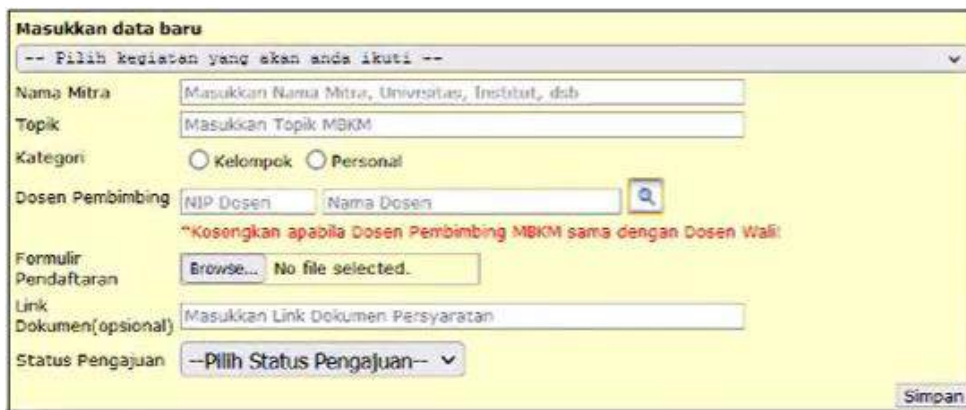 Masukkan data baru
-- Pilih kegiatan yang akan anda ikuti --
Nama Mitra Masukkan Nama Mitra, Univrsitas, Institut, dsb
Topik Masukkan Topik MBKM
Kategori Kelompok Personal
Dosen Pembimbing NIP Dosen Nama Dosen
*Kosongkan apabila Dosen Pembimbing MBKM sama dengan Dosen Wali!
Formulir
Pendaftaran Browse... No file selected.
Link
Dokumen(opsional) Masukkan Link Dokumen Persyaratan
Status Pengajuan --Pilih Status Pengajuan--
Simpan